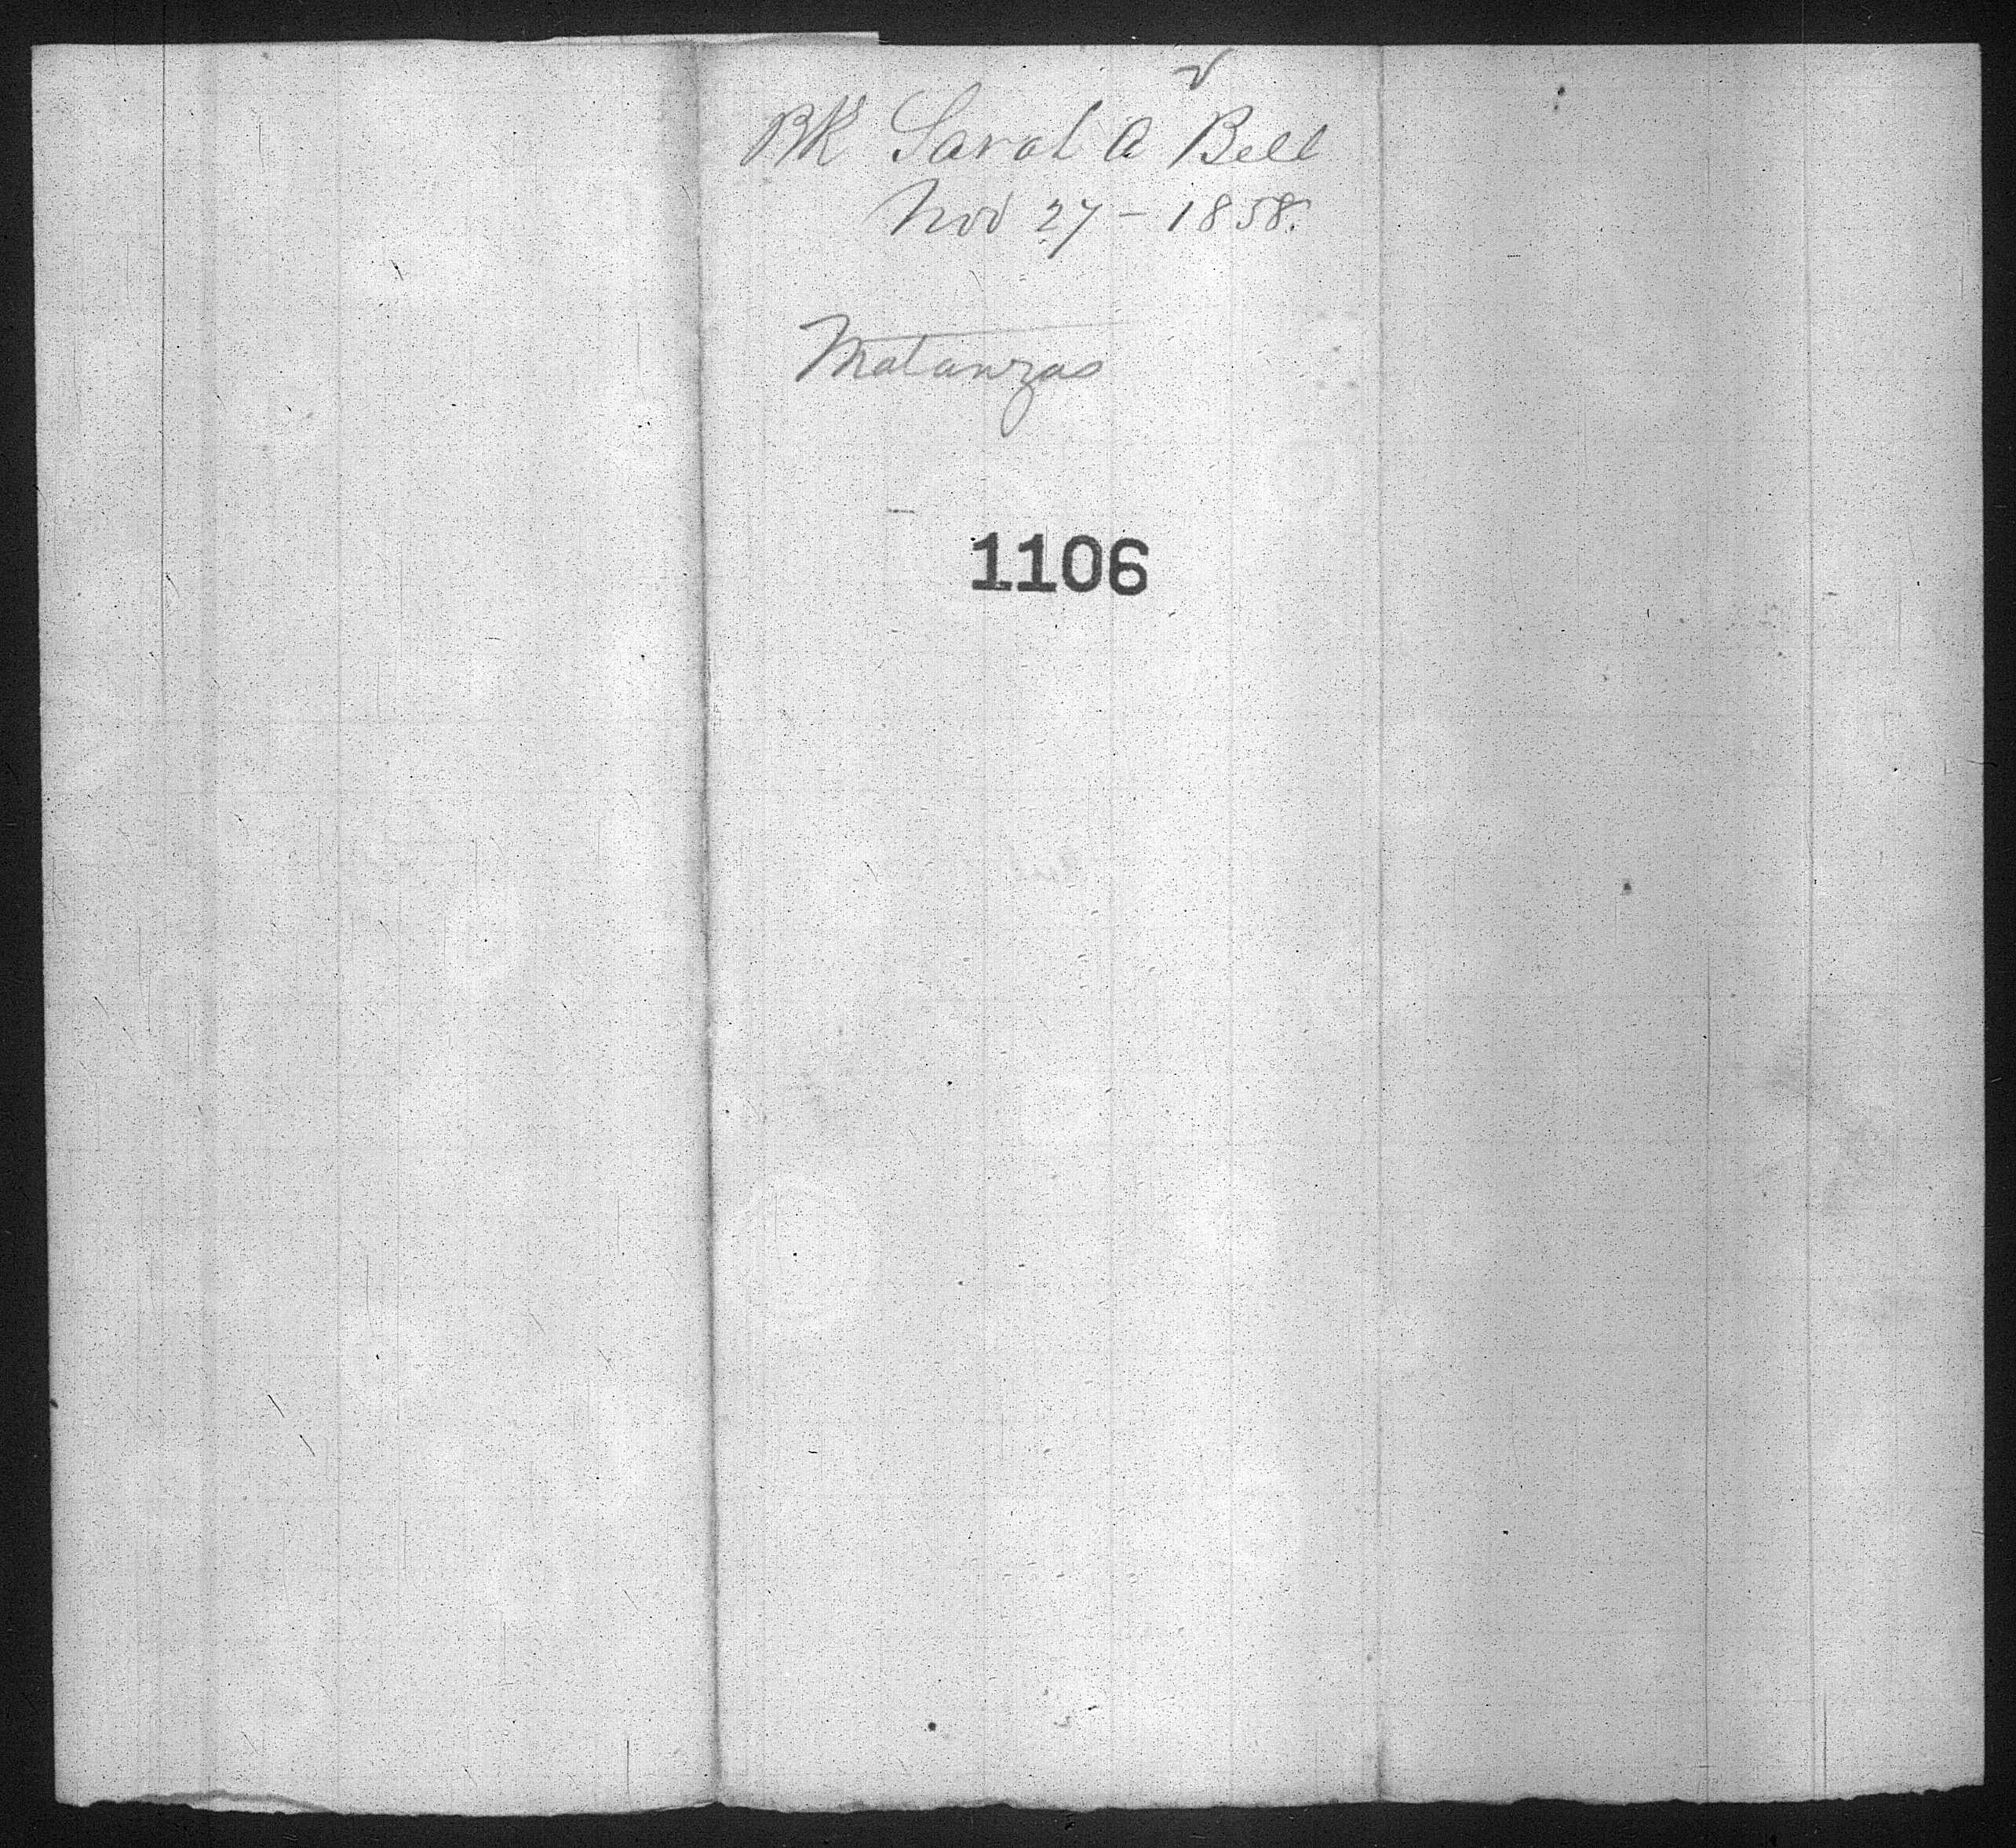 BK Sarah A Bell
Nov 27 - 1858.
Matanzas
1106